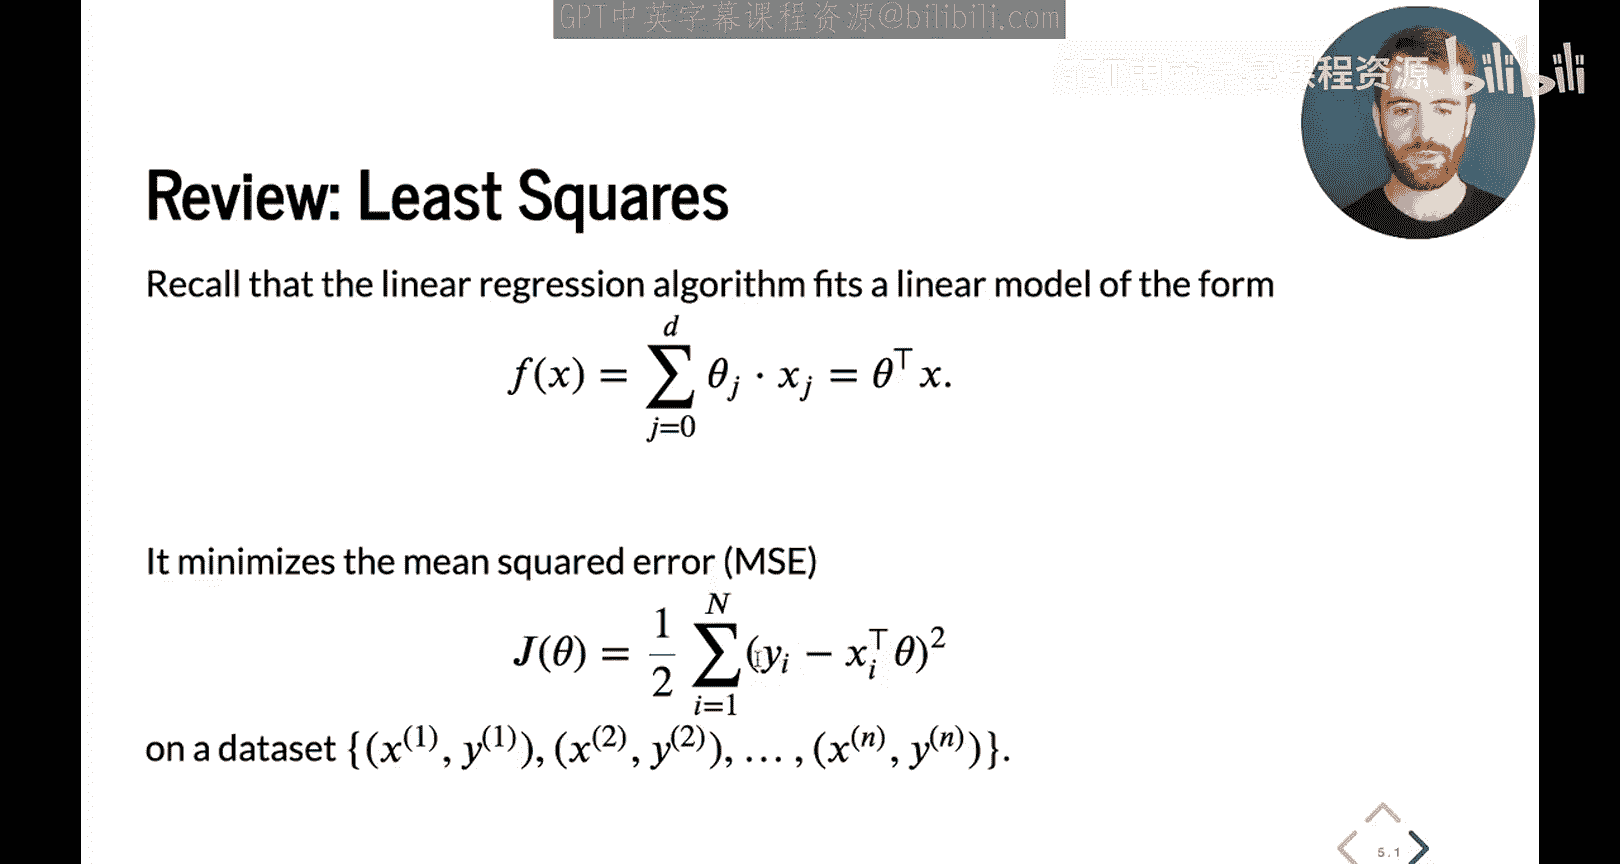 GPT中英字幕课程资源@bilibili.com
课程资源 bilibili
Review: Least Squares
Recall that the linear regression algorithm fits a linear model of the form
f(x) = ∑_{j=0}^{d} θ_j · x_j = θ^⊤ x.
It minimizes the mean squared error (MSE)
J(θ) = \frac{1}{2} ∑_{i=1}^{N} (y_i − x_i^⊤ θ)^2
on a dataset {(x^{(1)}, y^{(1)}), (x^{(2)}, y^{(2)}), … , (x^{(n)}, y^{(n)})}.
5.1